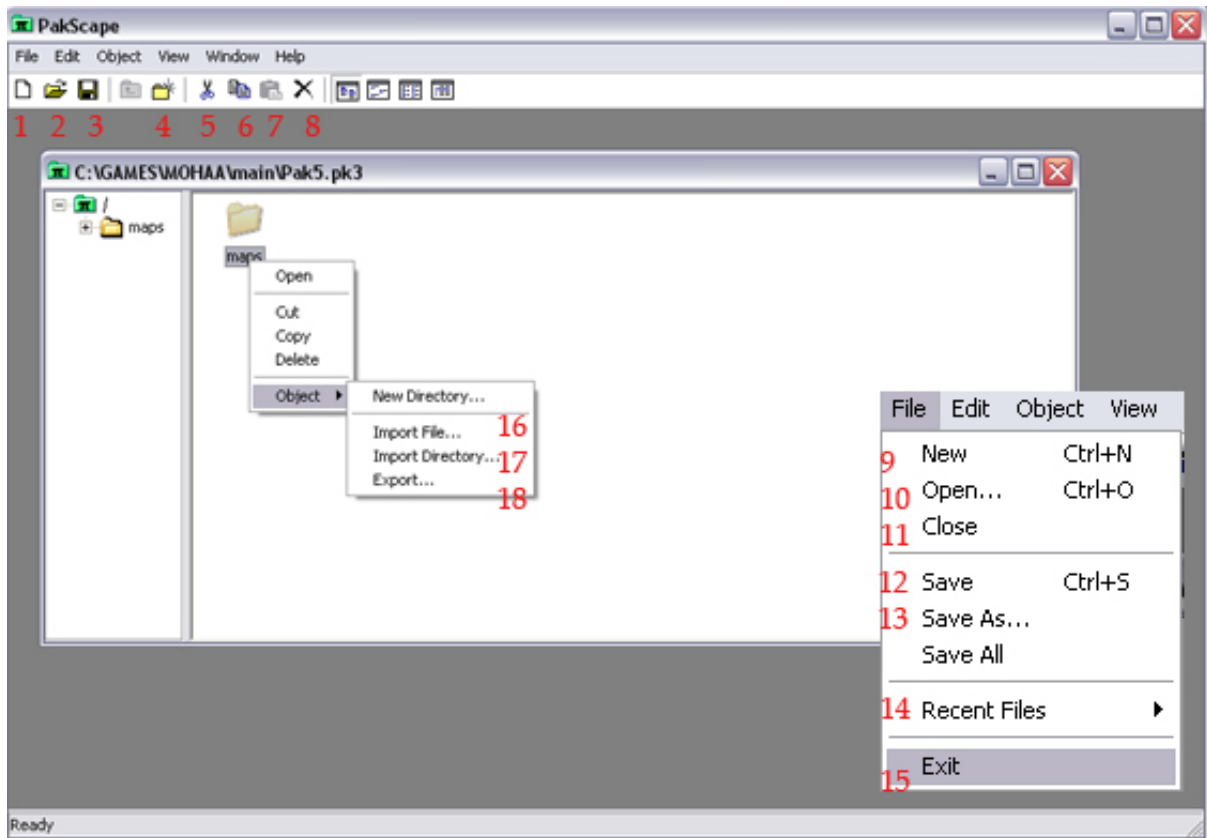 PakScape
File Edit Object View Window Help
1 2 3 4 5 6 7 8
C:\GAMES\MOHAA\main\Pak5.pk3
/
maps
maps
Open
Cut
Copy
Delete
Object
New Directory...
Import File... 16
Import Directory... 17
Export... 18
File Edit Object View
9 New Ctrl+N
10 Open... Ctrl+O
11 Close
12 Save Ctrl+S
13 Save As...
Save All
14 Recent Files
15 Exit
Ready